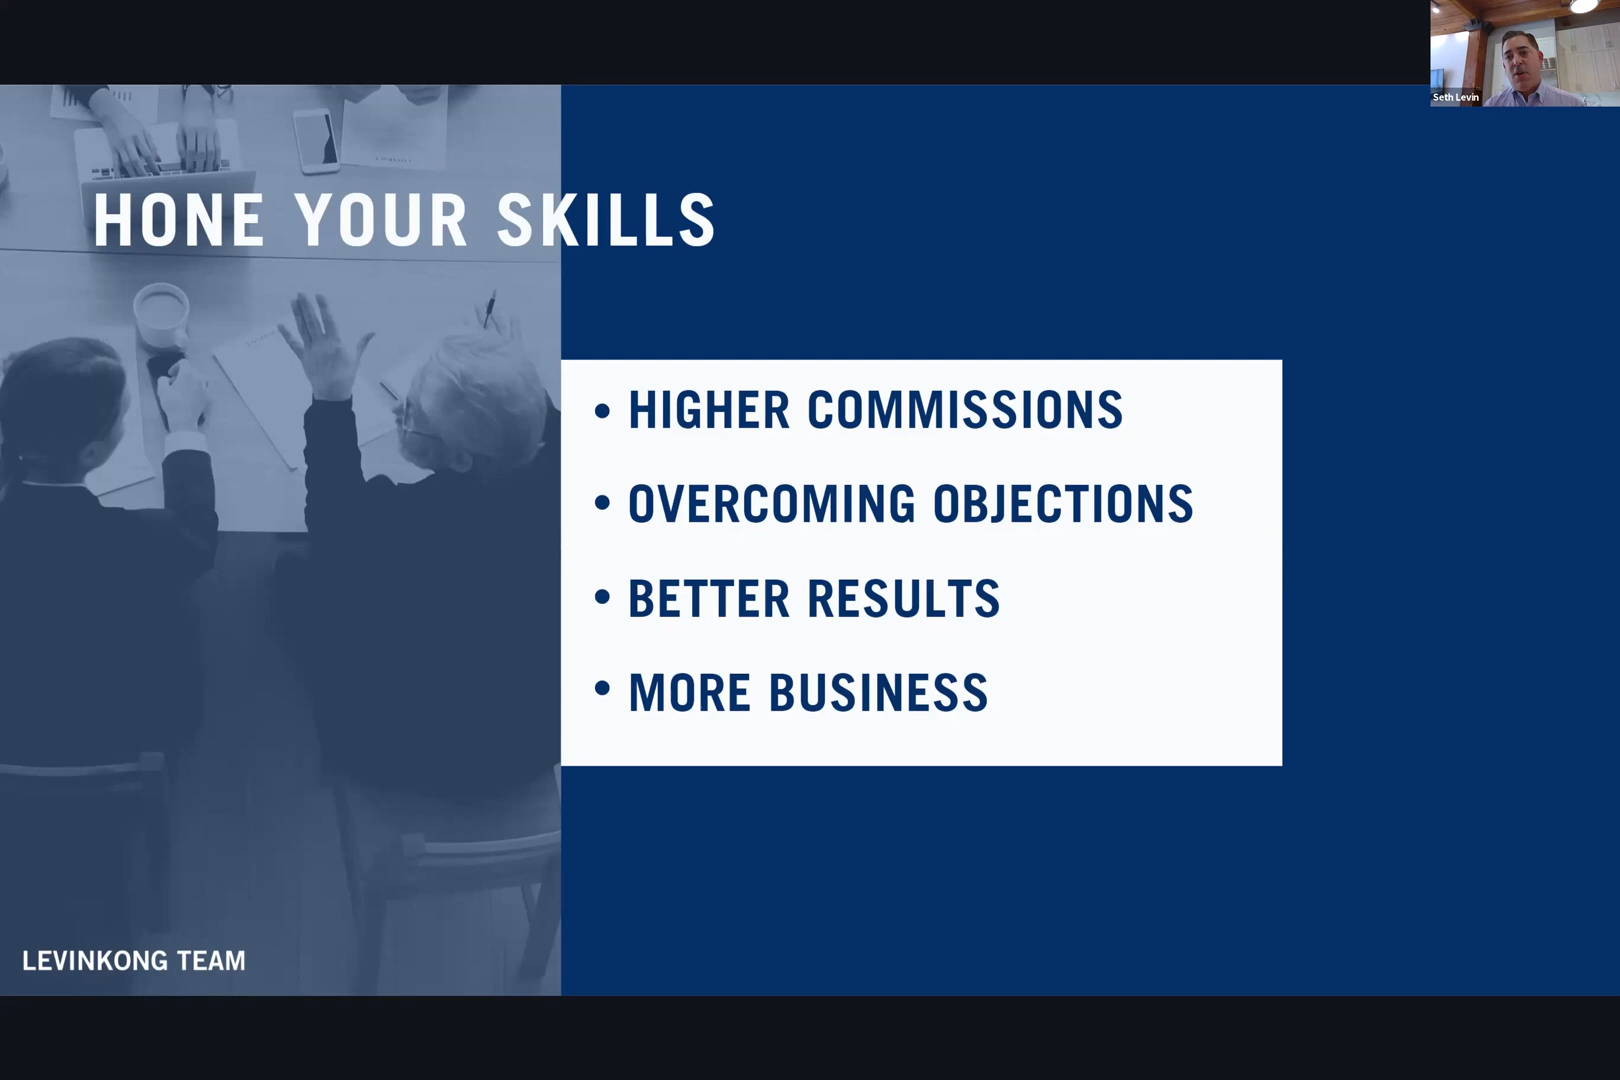 Seth Levin
HONE YOUR SKILLS
• HIGHER COMMISSIONS
• OVERCOMING OBJECTIONS
• BETTER RESULTS
• MORE BUSINESS
LEVINKONG TEAM